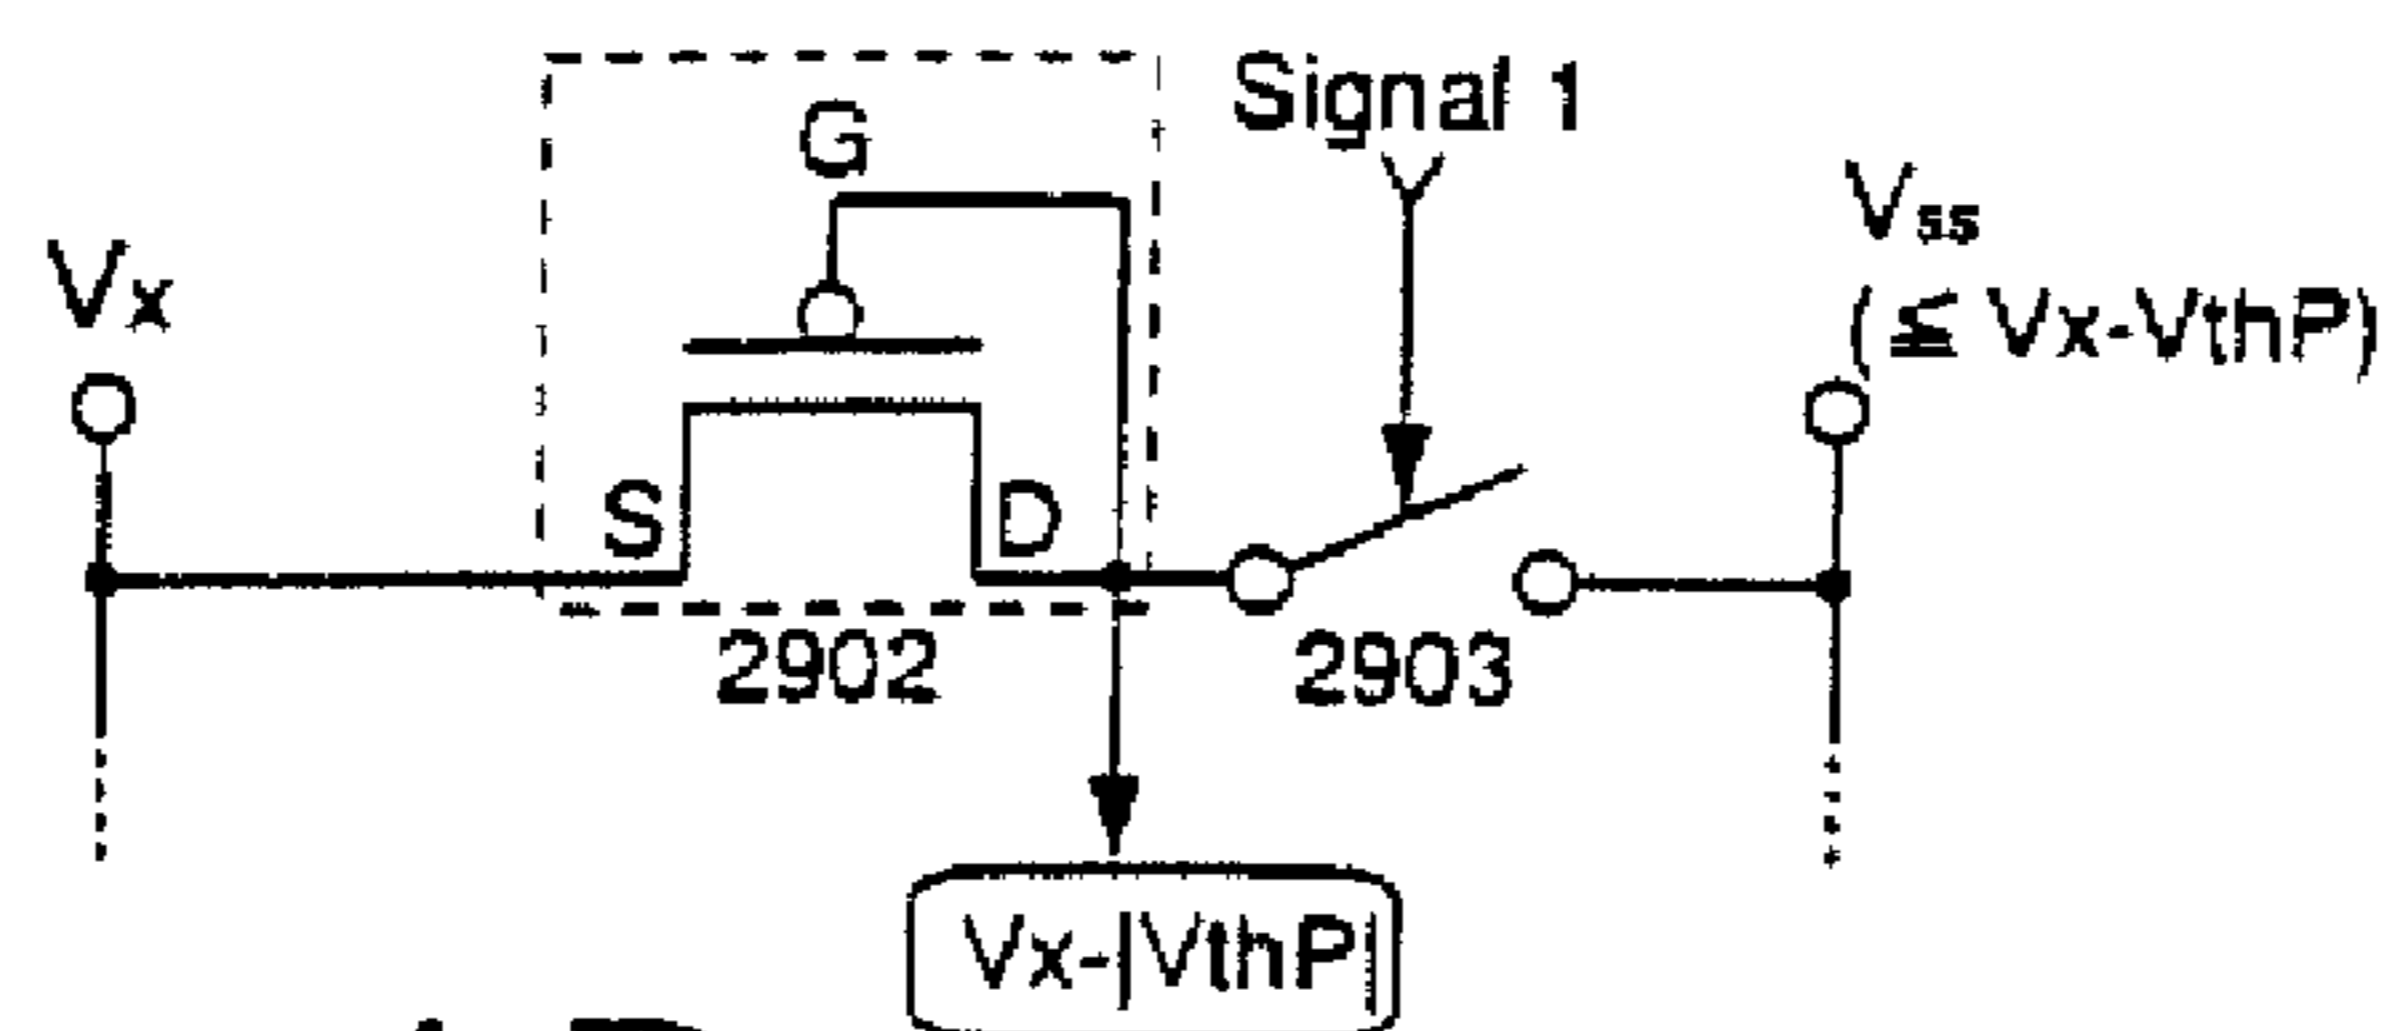 G
Signal 1
Vx
Vss
(≦ Vx-VthP)
S
D
2902
2903
Vx-|VthP|